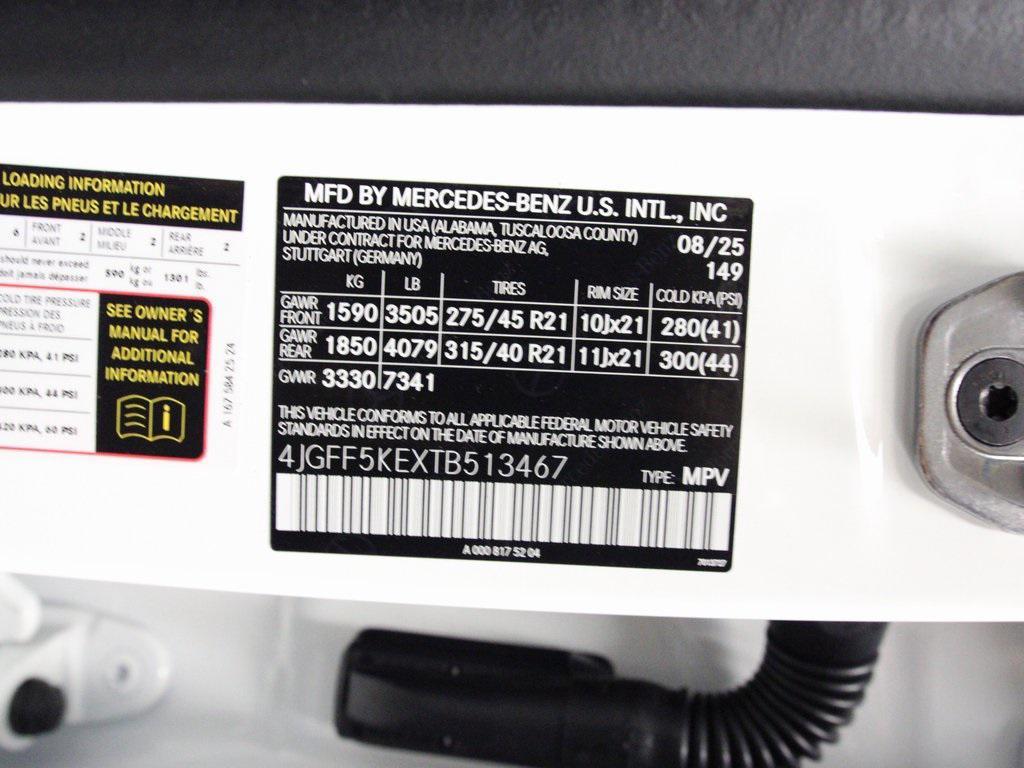 LOADING INFORMATION
UR LES PNEUS ET LE CHARGEMENT
6 FRONT AVANT 2 MIDDLE MILIEU 2 REAR ARRIÈRE 2
should never exceed
doit jamais dépasser 590 kg or kg ou 1301 lbs. lb.
COLD TIRE PRESSURE
PRESSION DES
PNEUS À FROID
280 KPA, 41 PSI
300 KPA, 44 PSI
420 KPA, 60 PSI
SEE OWNER'S
MANUAL FOR
ADDITIONAL
INFORMATION
i
A 167 584 25 24
MFD BY MERCEDES-BENZ U.S. INTL., INC
MANUFACTURED IN USA (ALABAMA, TUSCALOOSA COUNTY)
UNDER CONTRACT FOR MERCEDES-BENZ AG,
STUTTGART (GERMANY)
08/25
149
KG LB TIRES RIM SIZE COLD KPA (PSI)
GAWR FRONT 1590 3505 275/45 R21 10Jx21 280(41)
GAWR REAR 1850 4079 315/40 R21 11Jx21 300(44)
GVWR 3330 7341
THIS VEHICLE CONFORMS TO ALL APPLICABLE FEDERAL MOTOR VEHICLE SAFETY
STANDARDS IN EFFECT ON THE DATE OF MANUFACTURE SHOWN ABOVE.
4JGFF5KEXTB513467 TYPE: MPV
A 000 817 52 04